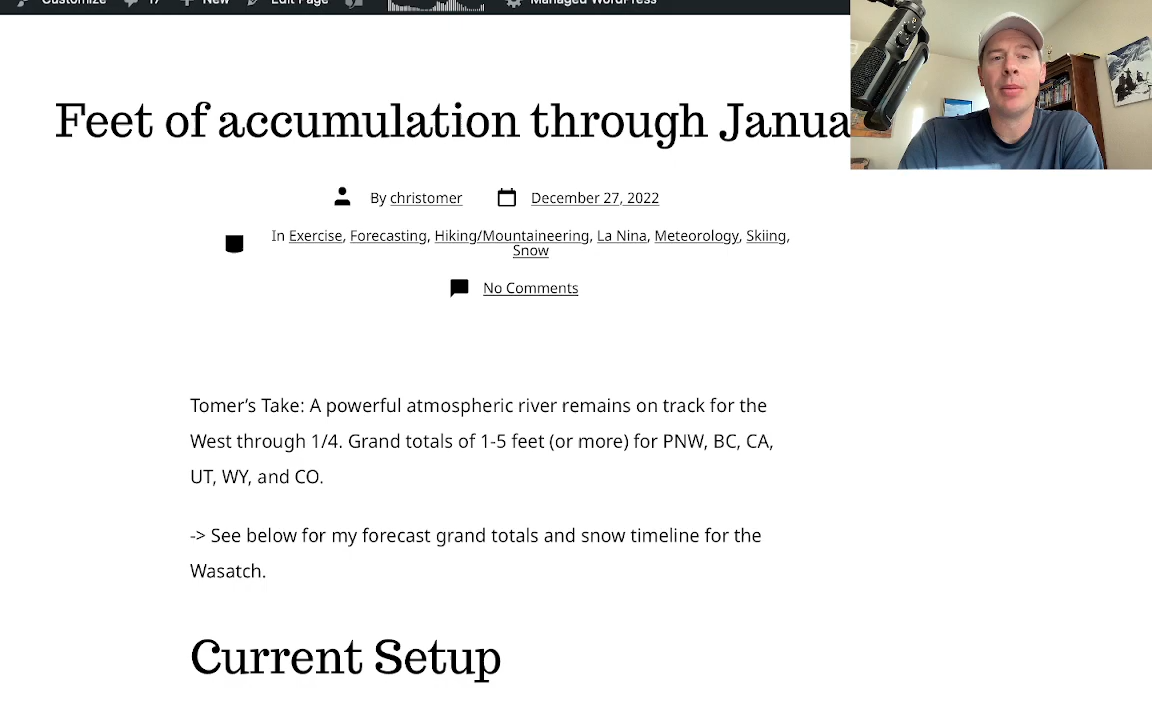 Customize 17 New Edit Page Managed WordPress
Feet of accumulation through Janua
By christomer December 27, 2022
In Exercise, Forecasting, Hiking/Mountaineering, La Nina, Meteorology, Skiing,
Snow
No Comments
Tomer’s Take: A powerful atmospheric river remains on track for the
West through 1/4. Grand totals of 1-5 feet (or more) for PNW, BC, CA,
UT, WY, and CO.
-> See below for my forecast grand totals and snow timeline for the
Wasatch.
Current Setup